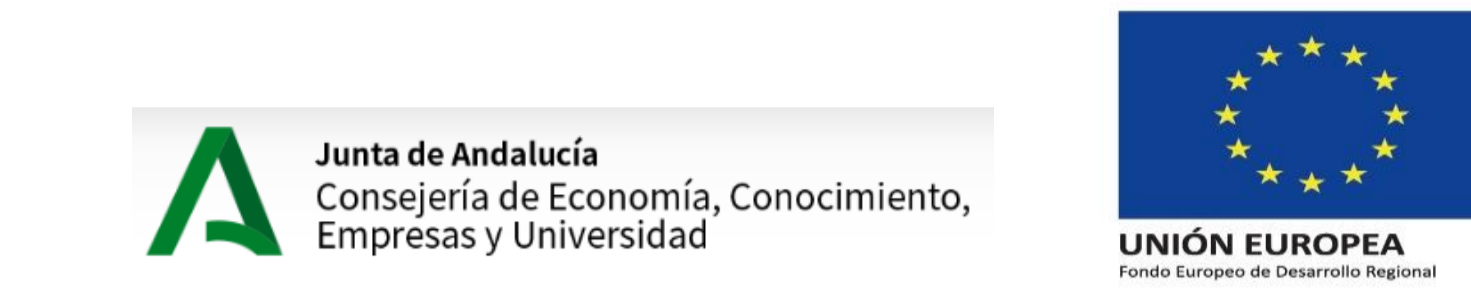 Junta de Andalucía
Consejería de Economía, Conocimiento,
Empresas y Universidad
UNIÓN EUROPEA
Fondo Europeo de Desarrollo Regional